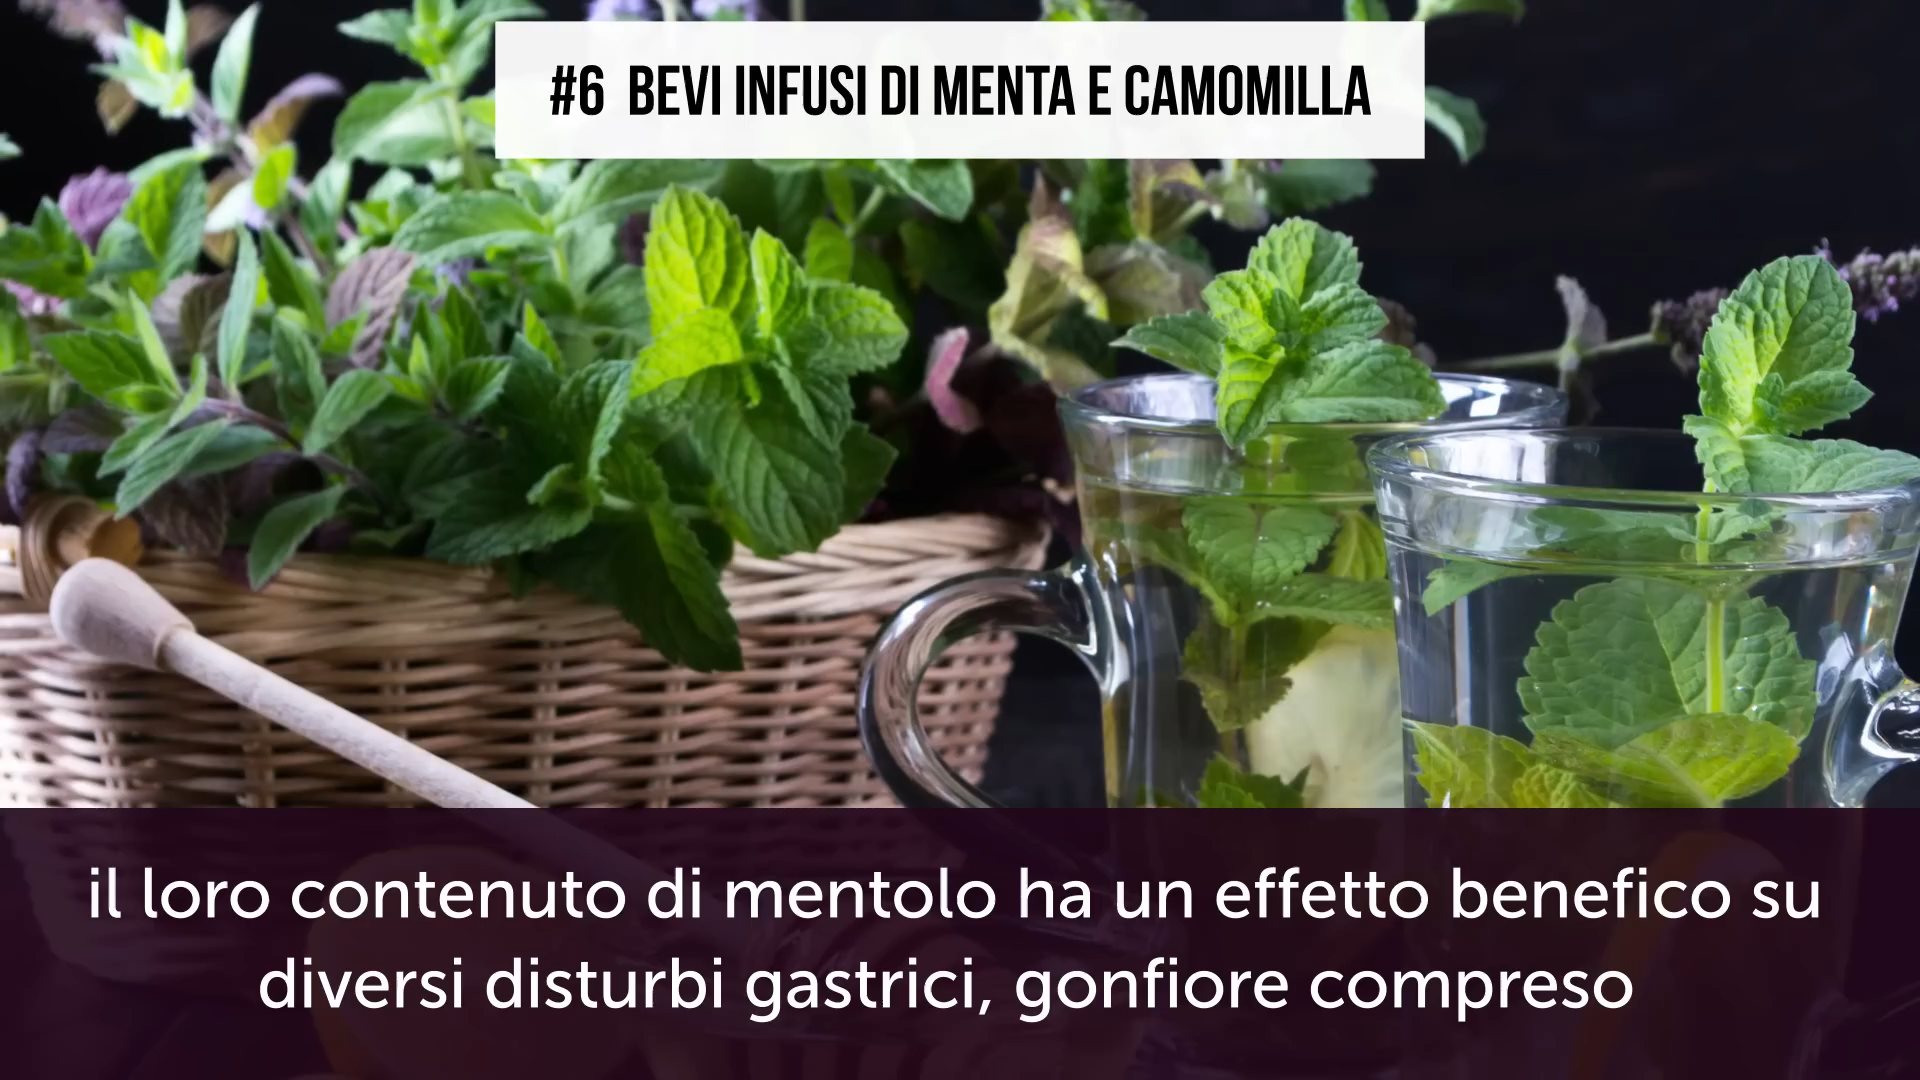 #6 BEVI INFUSI DI MENTA E CAMOMILLA
il loro contenuto di mentolo ha un effetto benefico su
diversi disturbi gastrici, gonfiore compreso